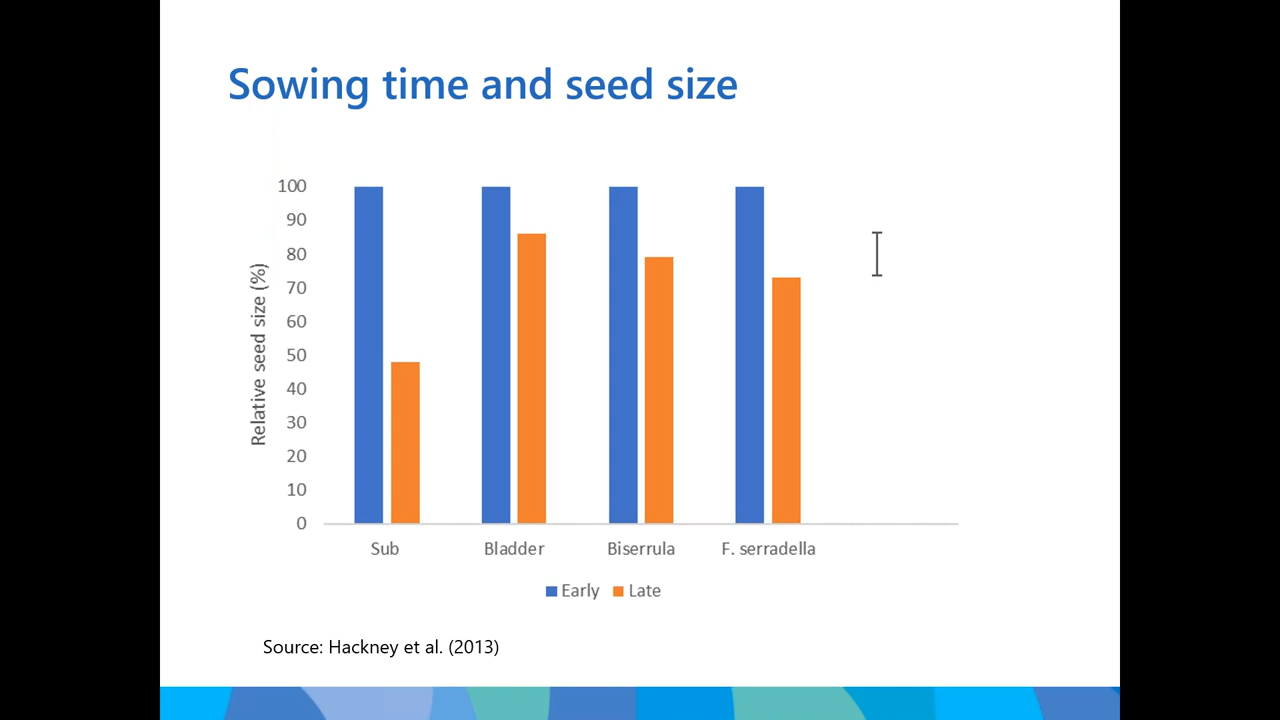 Sowing time and seed size
Relative seed size (%)
100
90
80
70
60
50
40
30
20
10
0
Sub Bladder Biserrula F. serradella
Early Late
Source: Hackney et al. (2013)